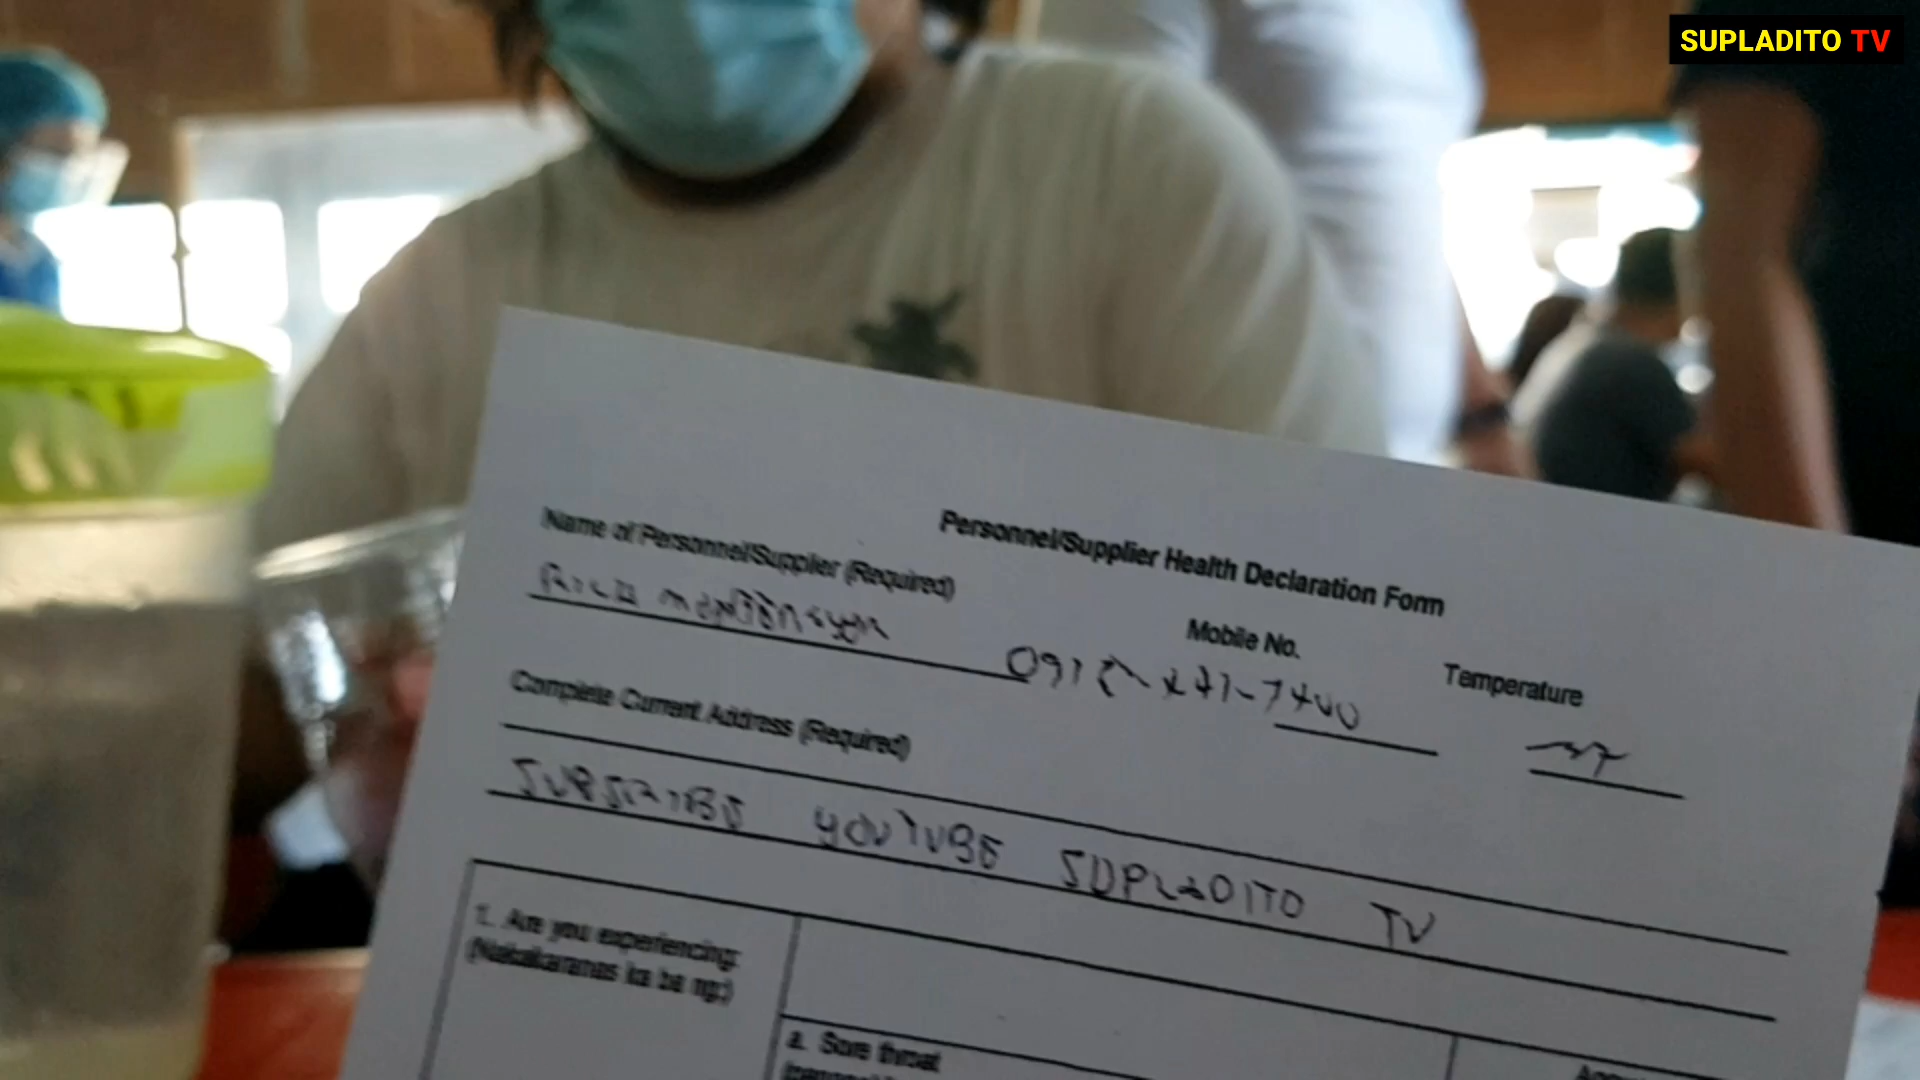 SUPLADITO TV
Personnel/Supplier Health Declaration Form
Name of Personnel/Supplier (Required)
Mobile No.
Temperature
37
Complete Current Address (Required)
YOUTUBE SUPLADITO TV
1. Are you experiencing:
(Nakakaranas ka ba ng:)
a. Sore throat